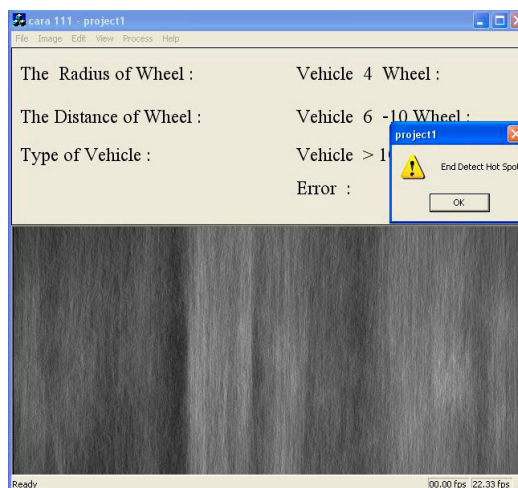 cara 111 - project1
File Image Edit View Process Help
The Radius of Wheel :
Vehicle 4 Wheel :
The Distance of Wheel :
Vehicle 6 -10 Wheel :
Type of Vehicle :
Vehicle > 1
Error :
project1
End Detect Hot Spot
OK
Ready
00.00 fps
22.33 fps